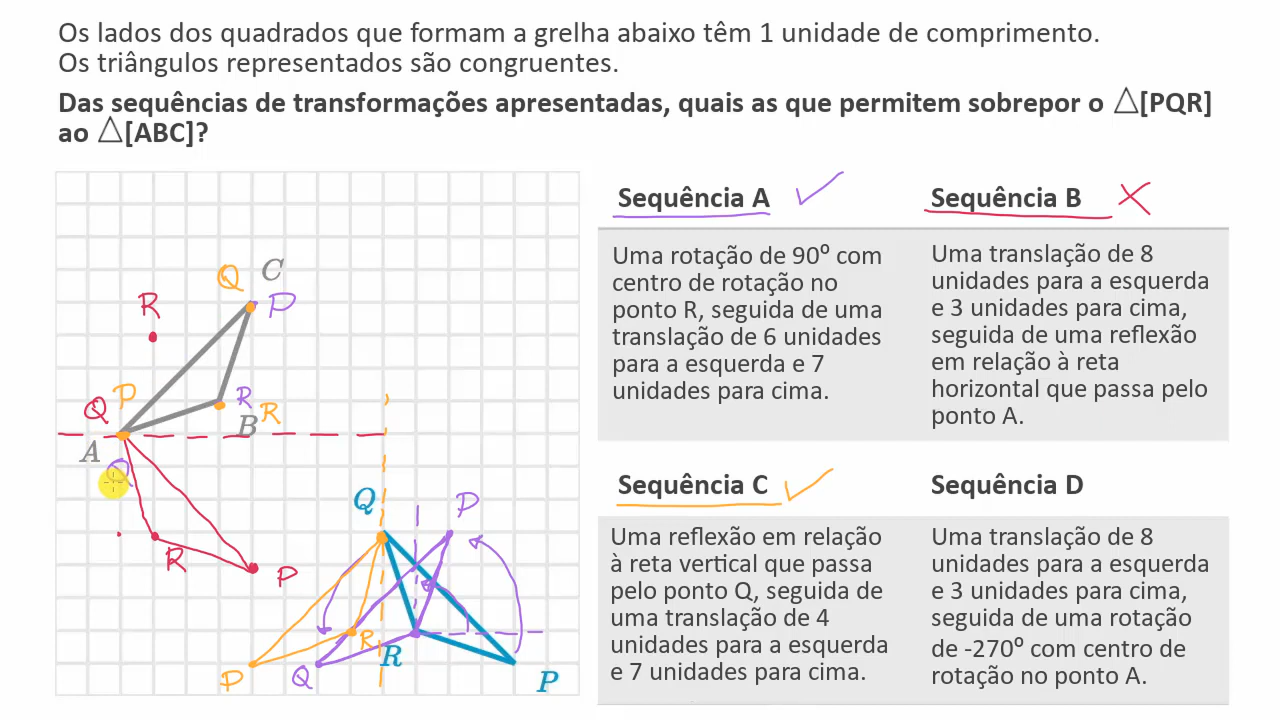 Os lados dos quadrados que formam a grelha abaixo têm 1 unidade de comprimento.
Os triângulos representados são congruentes.
Das sequências de transformações apresentadas, quais as que permitem sobrepor o △[PQR]
ao △[ABC]?
Sequência A
Sequência B
Uma rotação de 90º com
centro de rotação no
ponto R, seguida de uma
translação de 6 unidades
para a esquerda e 7
unidades para cima.
Uma translação de 8
unidades para a esquerda
e 3 unidades para cima,
seguida de uma reflexão
em relação à reta
horizontal que passa pelo
ponto A.
Sequência C
Sequência D
Uma reflexão em relação
à reta vertical que passa
pelo ponto Q, seguida de
uma translação de 4
unidades para a esquerda
e 7 unidades para cima.
Uma translação de 8
unidades para a esquerda
e 3 unidades para cima,
seguida de uma rotação
de -270º com centro de
rotação no ponto A.
Q C
R P
Q P R R
B
A
Q
Q P
R P
R R
P Q P